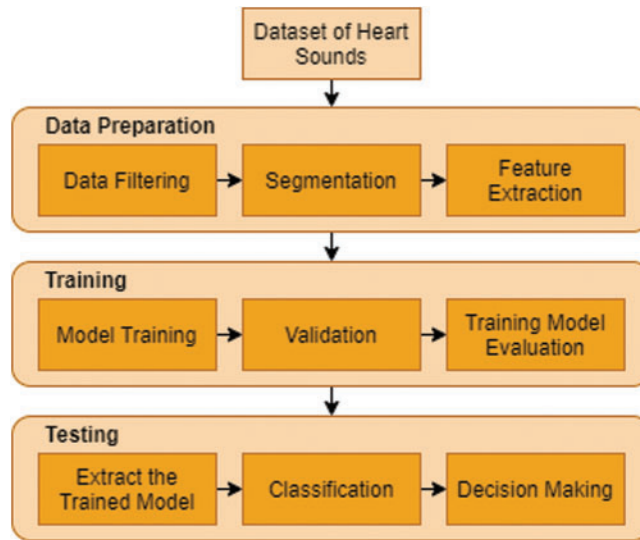 Dataset of Heart
Sounds
Data Preparation
Data Filtering
Segmentation
Feature
Extraction
Training
Model Training
Validation
Training Model
Evaluation
Testing
Extract the
Trained Model
Classification
Decision Making